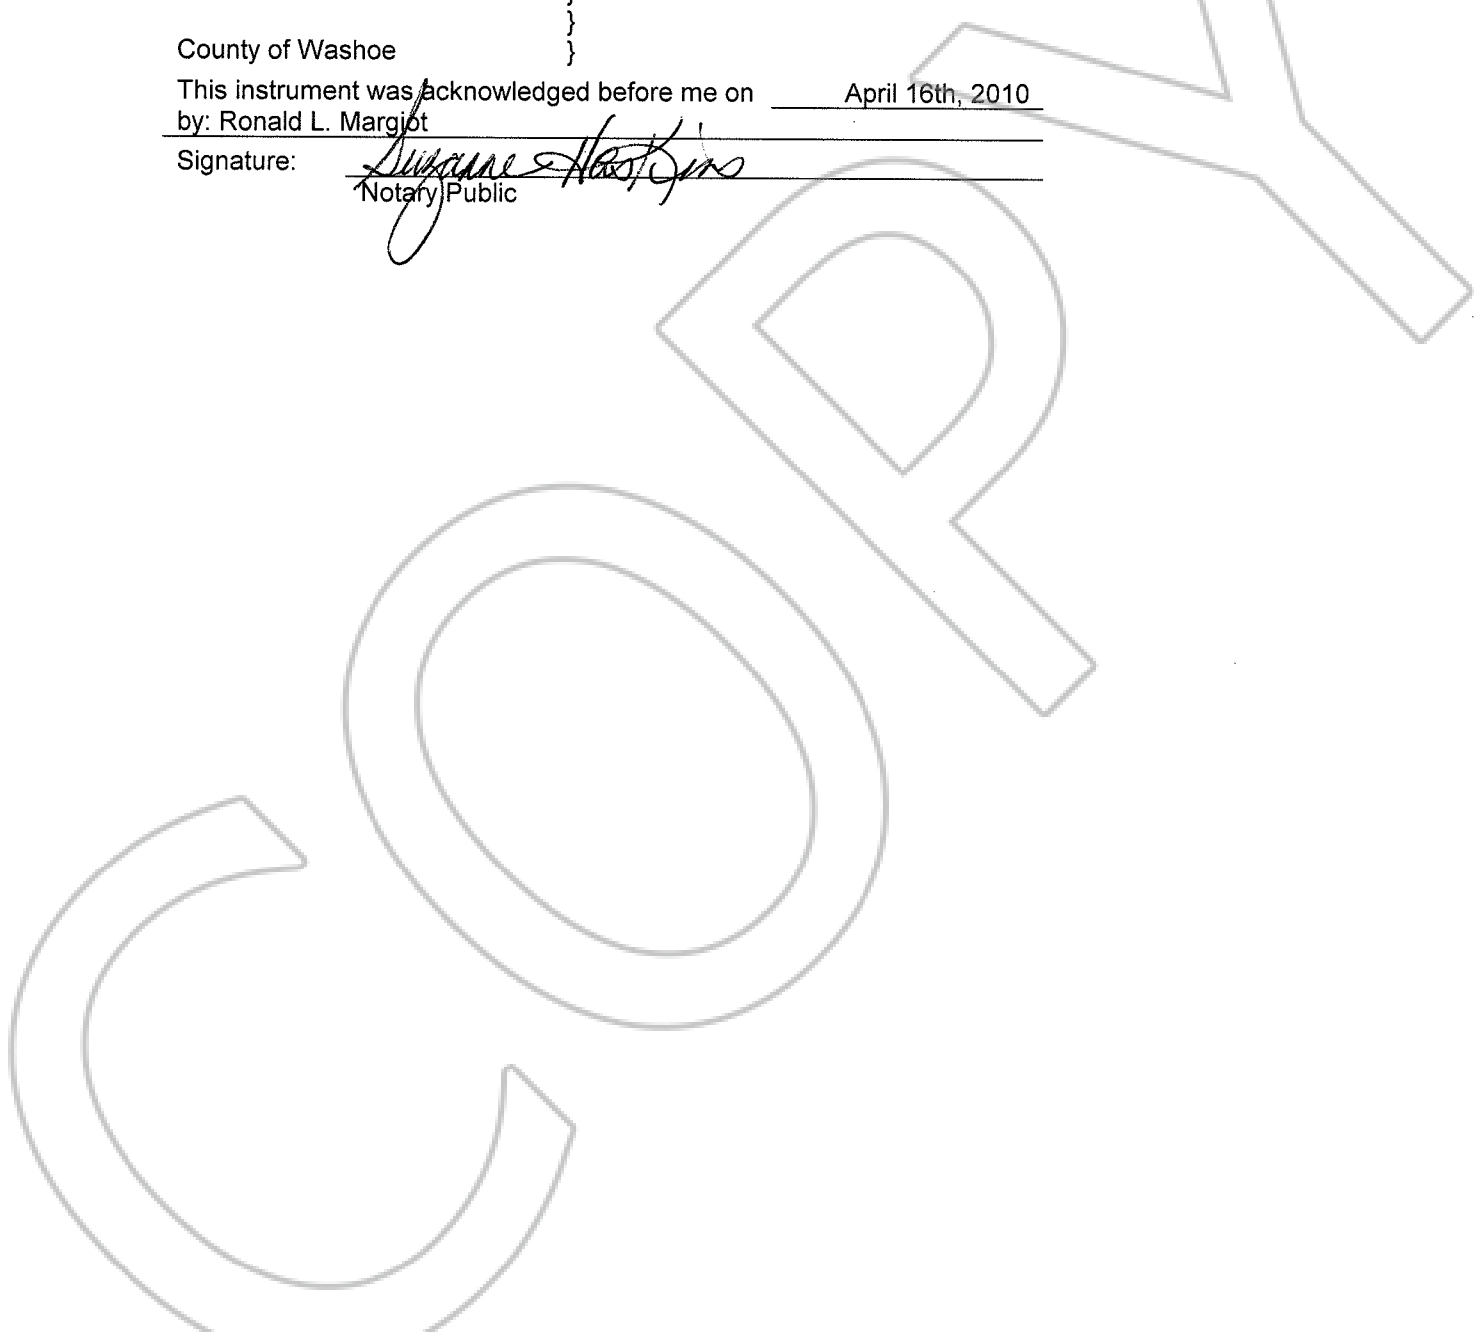 }
}
County of Washoe }
This instrument was acknowledged before me on April 16th, 2010
by: Ronald L. Margiot
Signature: Suzanne Haskins
Notary Public
COPY